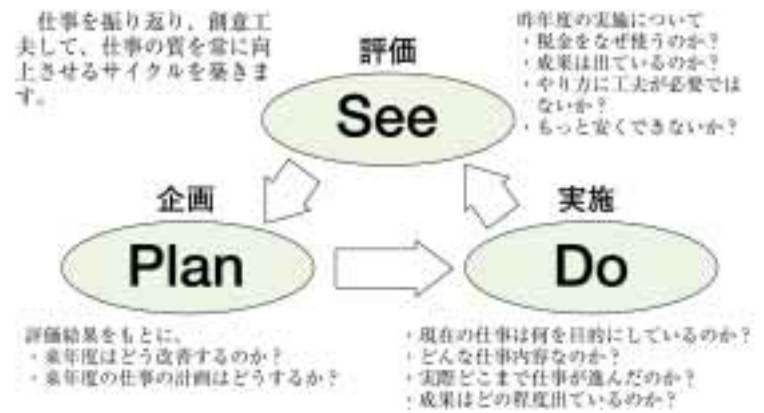 仕事を振り返り、創意工
夫して、仕事の質を常に向
上させるサイクルを築きま
す。
評価
See
昨年度の実施について
・税金をなぜ使うのか?
・成果は出ているのか?
・やり方に工夫が必要では
ないか?
・もっと安くできないか?
企画
Plan
実施
Do
評価結果をもとに、
・来年度はどう改善するのか?
・来年度の仕事の計画はどうするか?
・現在の仕事は何を目的にしているのか?
・どんな仕事内容なのか?
・実際どこまで仕事が進んだのか?
・成果はどの程度出ているのか?